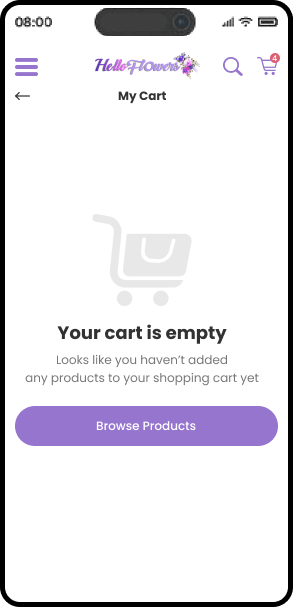 08:00
HelloFlowers
4
My Cart
Your cart is empty
Looks like you haven’t added
any products to your shopping cart yet
Browse Products